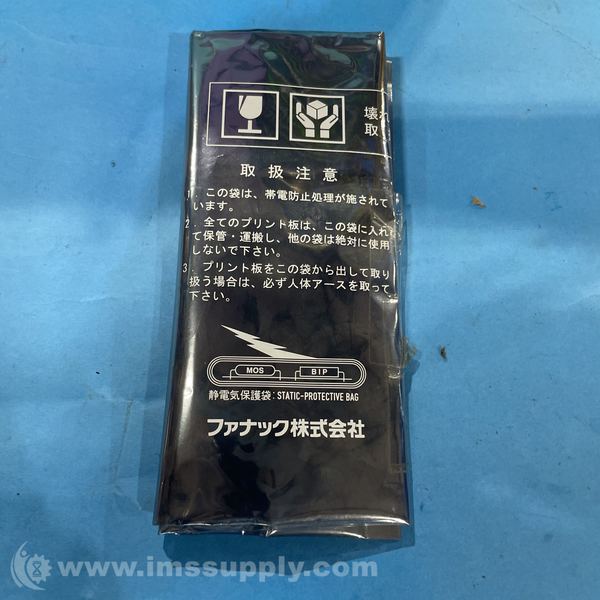 壊れ
取
取扱注意
1．この袋は、帯電防止処理が施されて
います。
2．全てのプリント板は、この袋に入れ
て保管・運搬し、他の袋は絶対に使用
しないで下さい。
3．プリント板をこの袋から出して取り
扱う場合は、必ず人体アースを取って
下さい。
MOS BIP
静電気保護袋：STATIC-PROTECTIVE BAG
ファナック株式会社
www.imssupply.com